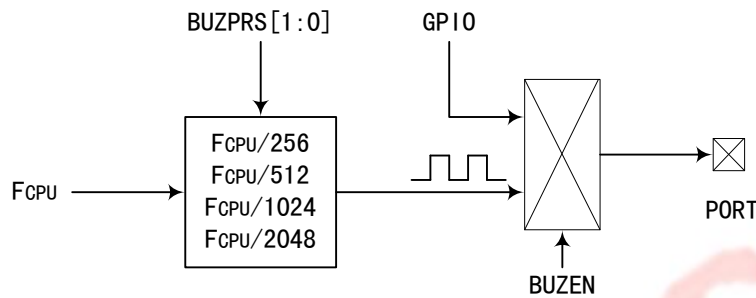 BUZPRS[1:0]
GPIO
FCPU
FCPU/256
FCPU/512
FCPU/1024
FCPU/2048
PORT
BUZEN